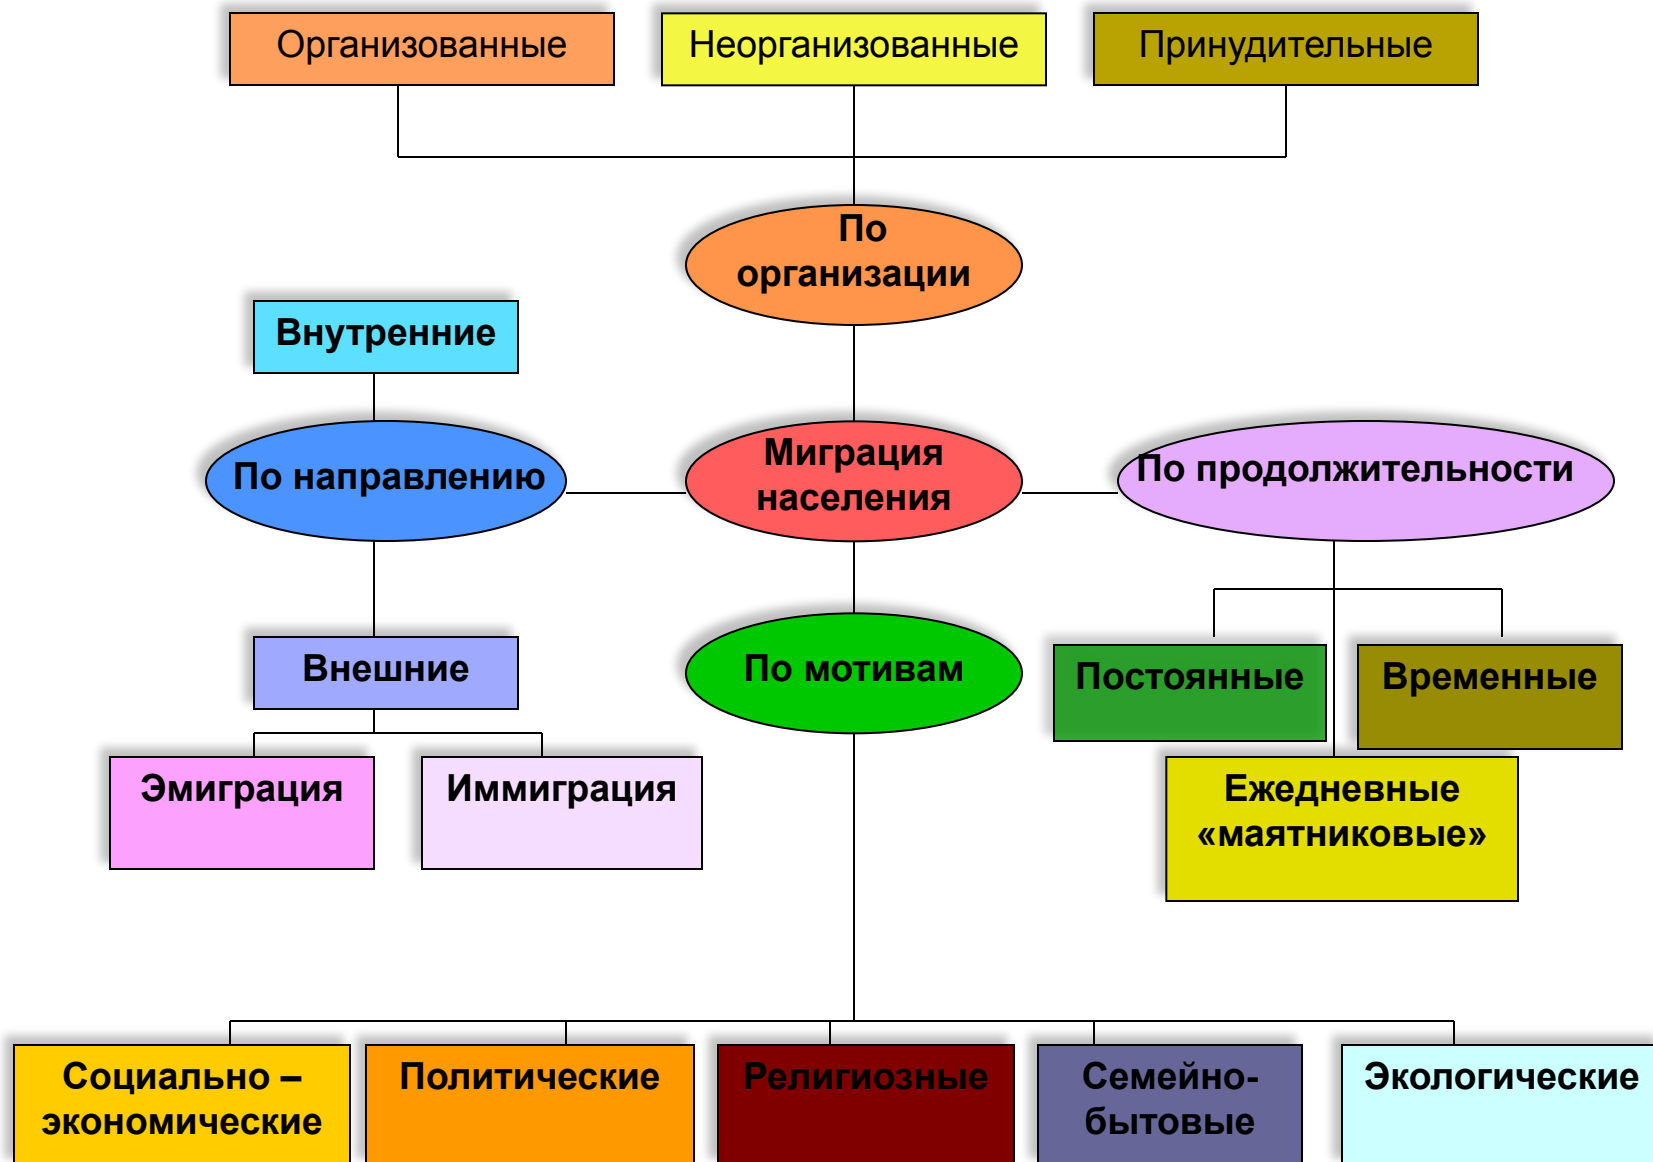 Организованные
Неорганизованные
Принудительные
По
организации
Внутренние
По направлению
Миграция
населения
По продолжительности
Внешние
По мотивам
Постоянные
Временные
Эмиграция
Иммиграция
Ежедневные
«маятниковые»
Социально –
экономические
Политические
Религиозные
Семейно-
бытовые
Экологические